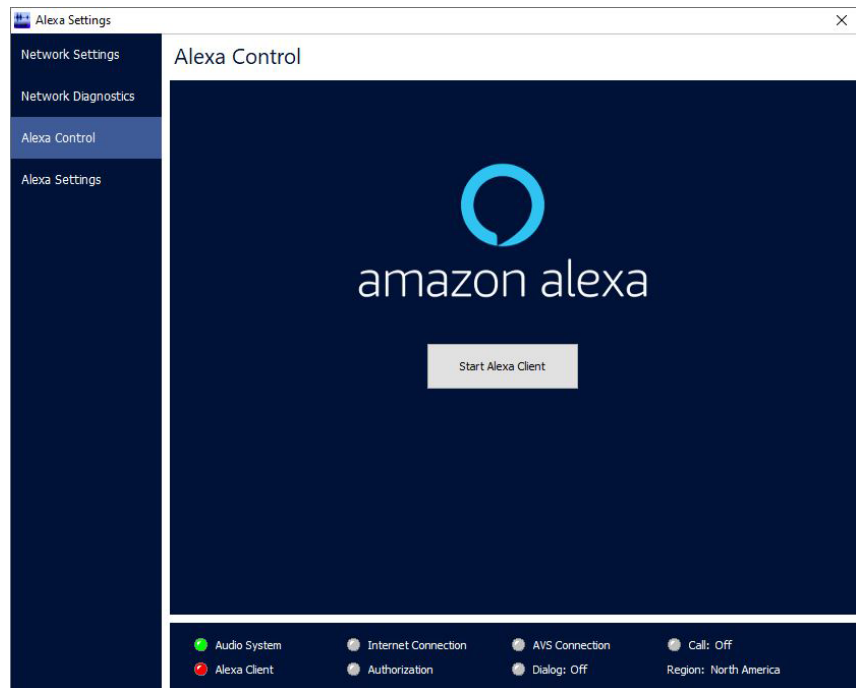 Alexa Settings
Network Settings
Network Diagnostics
Alexa Control
Alexa Settings
Alexa Control
amazon alexa
Start Alexa Client
Audio System
Internet Connection
AVS Connection
Call: Off
Alexa Client
Authorization
Dialog: Off
Region: North America